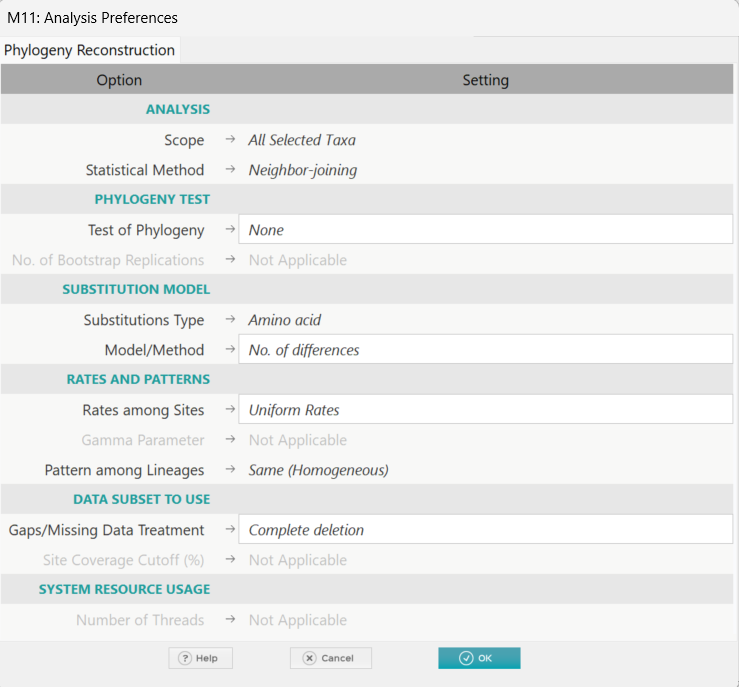 M11: Analysis Preferences
Phylogeny Reconstruction
Option Setting
ANALYSIS
Scope → All Selected Taxa
Statistical Method → Neighbor-joining
PHYLOGENY TEST
Test of Phylogeny → None
No. of Bootstrap Replications → Not Applicable
SUBSTITUTION MODEL
Substitutions Type → Amino acid
Model/Method → No. of differences
RATES AND PATTERNS
Rates among Sites → Uniform Rates
Gamma Parameter → Not Applicable
Pattern among Lineages → Same (Homogeneous)
DATA SUBSET TO USE
Gaps/Missing Data Treatment → Complete deletion
Site Coverage Cutoff (%) → Not Applicable
SYSTEM RESOURCE USAGE
Number of Threads → Not Applicable
? Help Cancel OK